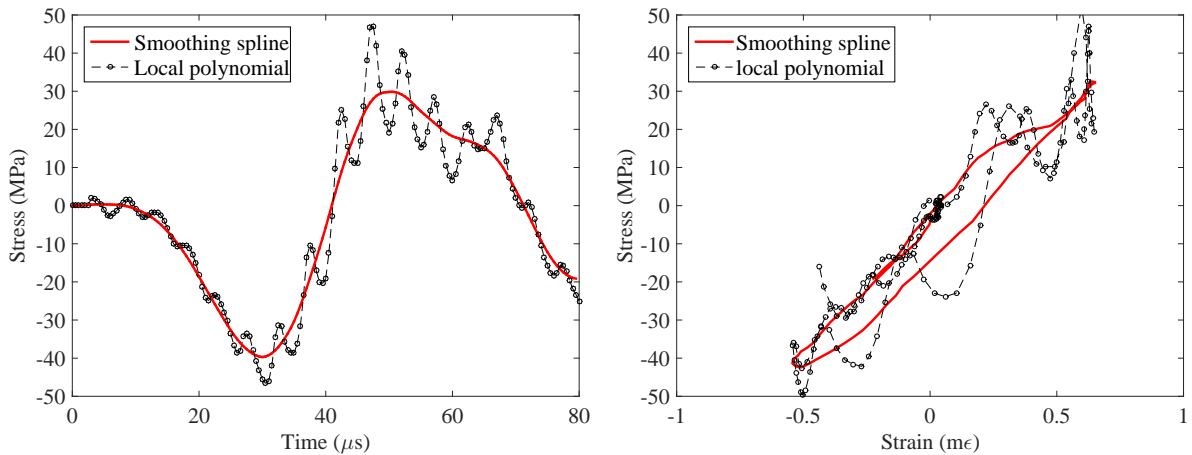 50
40
30
20
10
0
-10
-20
-30
-40
-50
Stress (MPa)
0 20 40 60 80
Time (μs)
Smoothing spline
Local polynomial
50
40
30
20
10
0
-10
-20
-30
-40
-50
Stress (MPa)
-1 -0.5 0 0.5 1
Strain (mϵ)
Smoothing spline
local polynomial